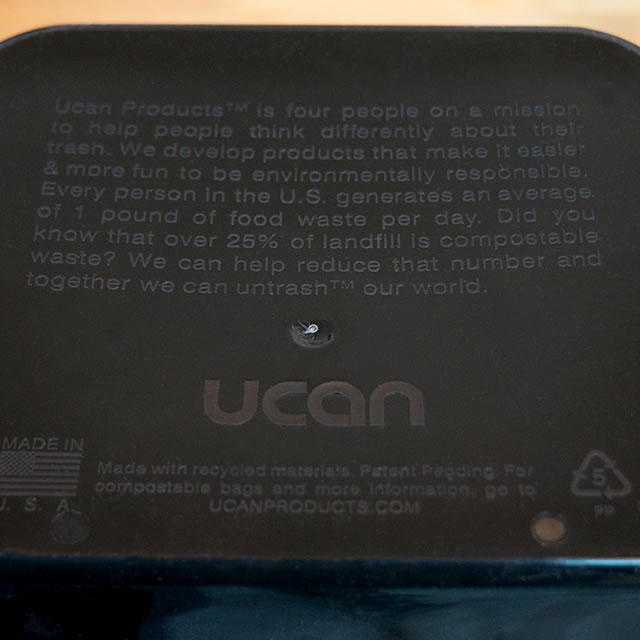 Ucan Products™ is four people on a mission
to help people think differently about their
trash. We develop products that make it easier
& more fun to be environmentally responsible.
Every person in the U.S. generates an average
of 1 pound of food waste per day. Did you
know that over 25% of landfill is compostable
waste? We can help reduce that number and
together we can untrash™ our world.
ucan
MADE IN
U. S. A.
Made with recycled materials. Patent Pending. For
compostable bags and more information, go to
UCANPRODUCTS.COM
5
PP